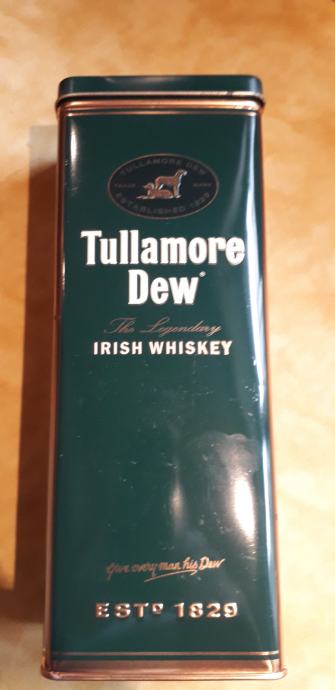 TULLAMORE DEW
TRADE MARK
ESTABLISHED 1829
Tullamore
Dew®
The Legendary
IRISH WHISKEY
Give every man his Dew
ESTD 1829